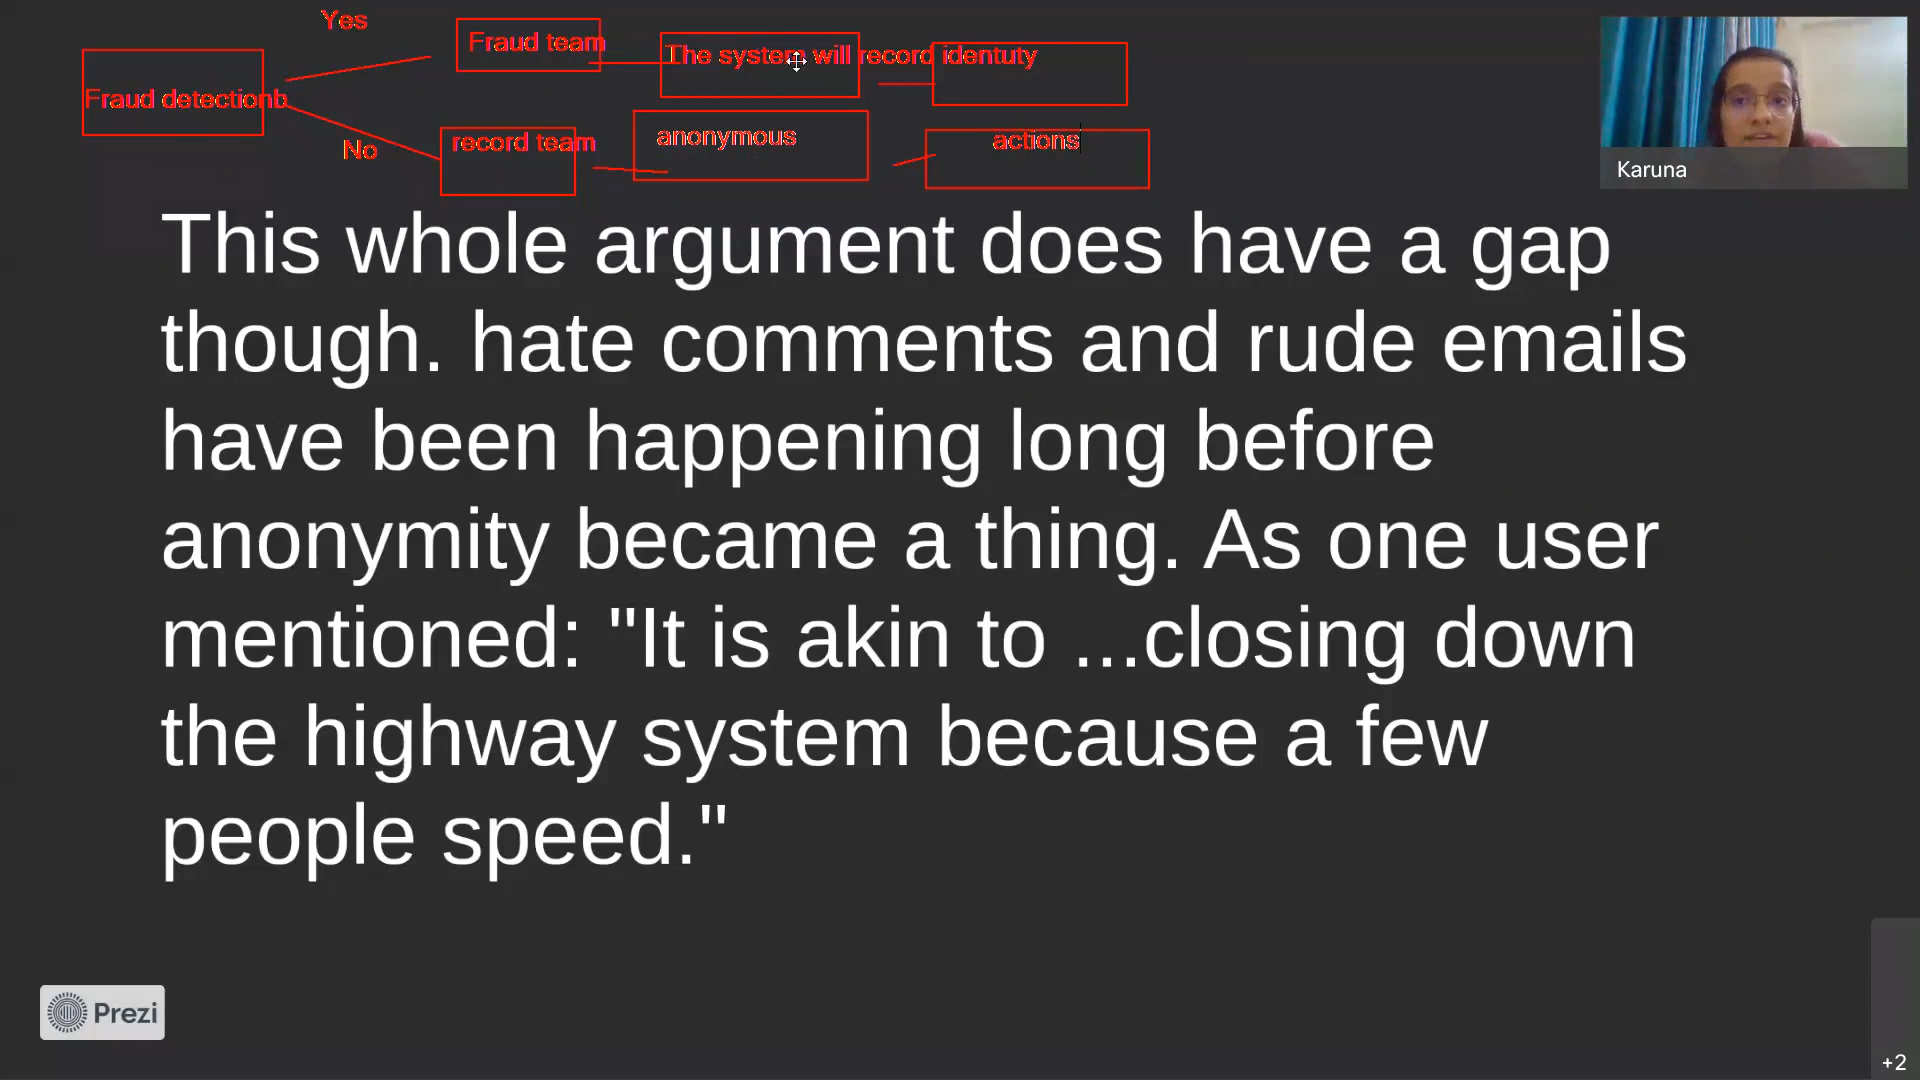 Yes
Fraud team
The system will record identuty
Fraud detectionb
No
record team
anonymous
actions
Karuna
This whole argument does have a gap
though. hate comments and rude emails
have been happening long before
anonymity became a thing. As one user
mentioned: "It is akin to ...closing down
the highway system because a few
people speed."
Prezi
+2